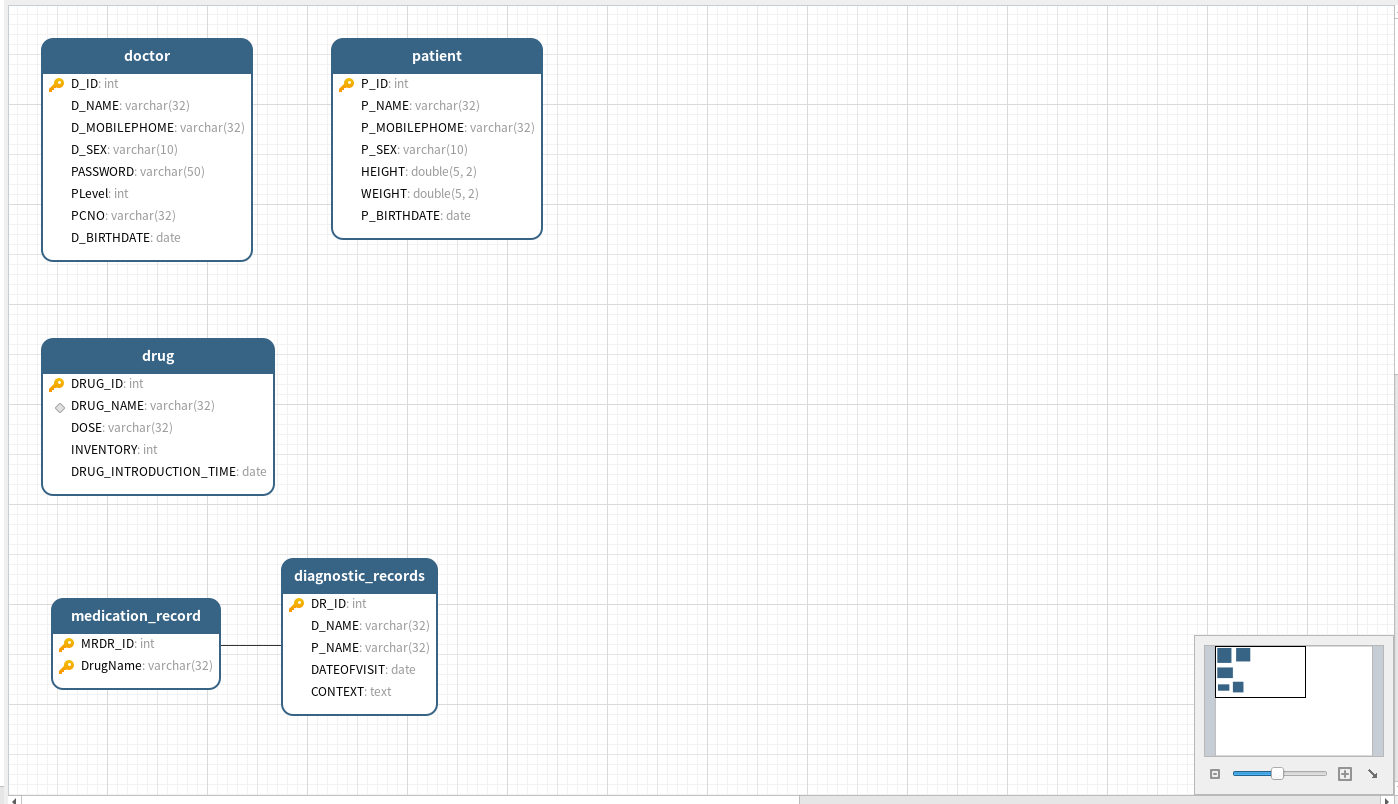 doctor
D_ID: int
D_NAME: varchar(32)
D_MOBILEPHOME: varchar(32)
D_SEX: varchar(10)
PASSWORD: varchar(50)
PLevel: int
PCNO: varchar(32)
D_BIRTHDATE: date
patient
P_ID: int
P_NAME: varchar(32)
P_MOBILEPHOME: varchar(32)
P_SEX: varchar(10)
HEIGHT: double(5, 2)
WEIGHT: double(5, 2)
P_BIRTHDATE: date
drug
DRUG_ID: int
DRUG_NAME: varchar(32)
DOSE: varchar(32)
INVENTORY: int
DRUG_INTRODUCTION_TIME: date
medication_record
MRDR_ID: int
DrugName: varchar(32)
diagnostic_records
DR_ID: int
D_NAME: varchar(32)
P_NAME: varchar(32)
DATEOFVISIT: date
CONTEXT: text